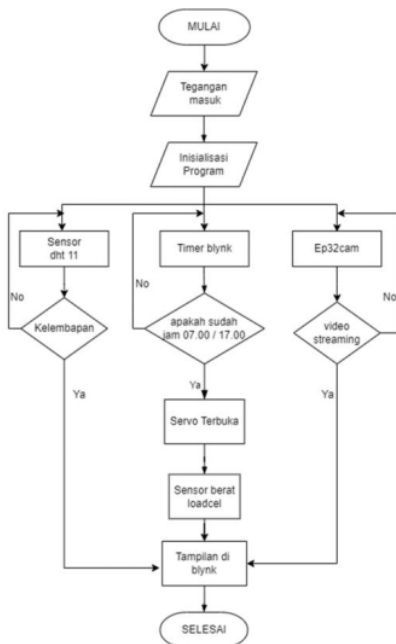 MULAI
Tegangan
masuk
Inisialisasi
Program
Sensor
dht 11
Timer blynk
Ep32cam
No
No
No
Kelembapan
apakah sudah
jam 07.00 / 17.00
video
streaming
Ya
Ya
Ya
Servo Terbuka
Sensor berat
loadcel
Tampilan di
blynk
SELESAI